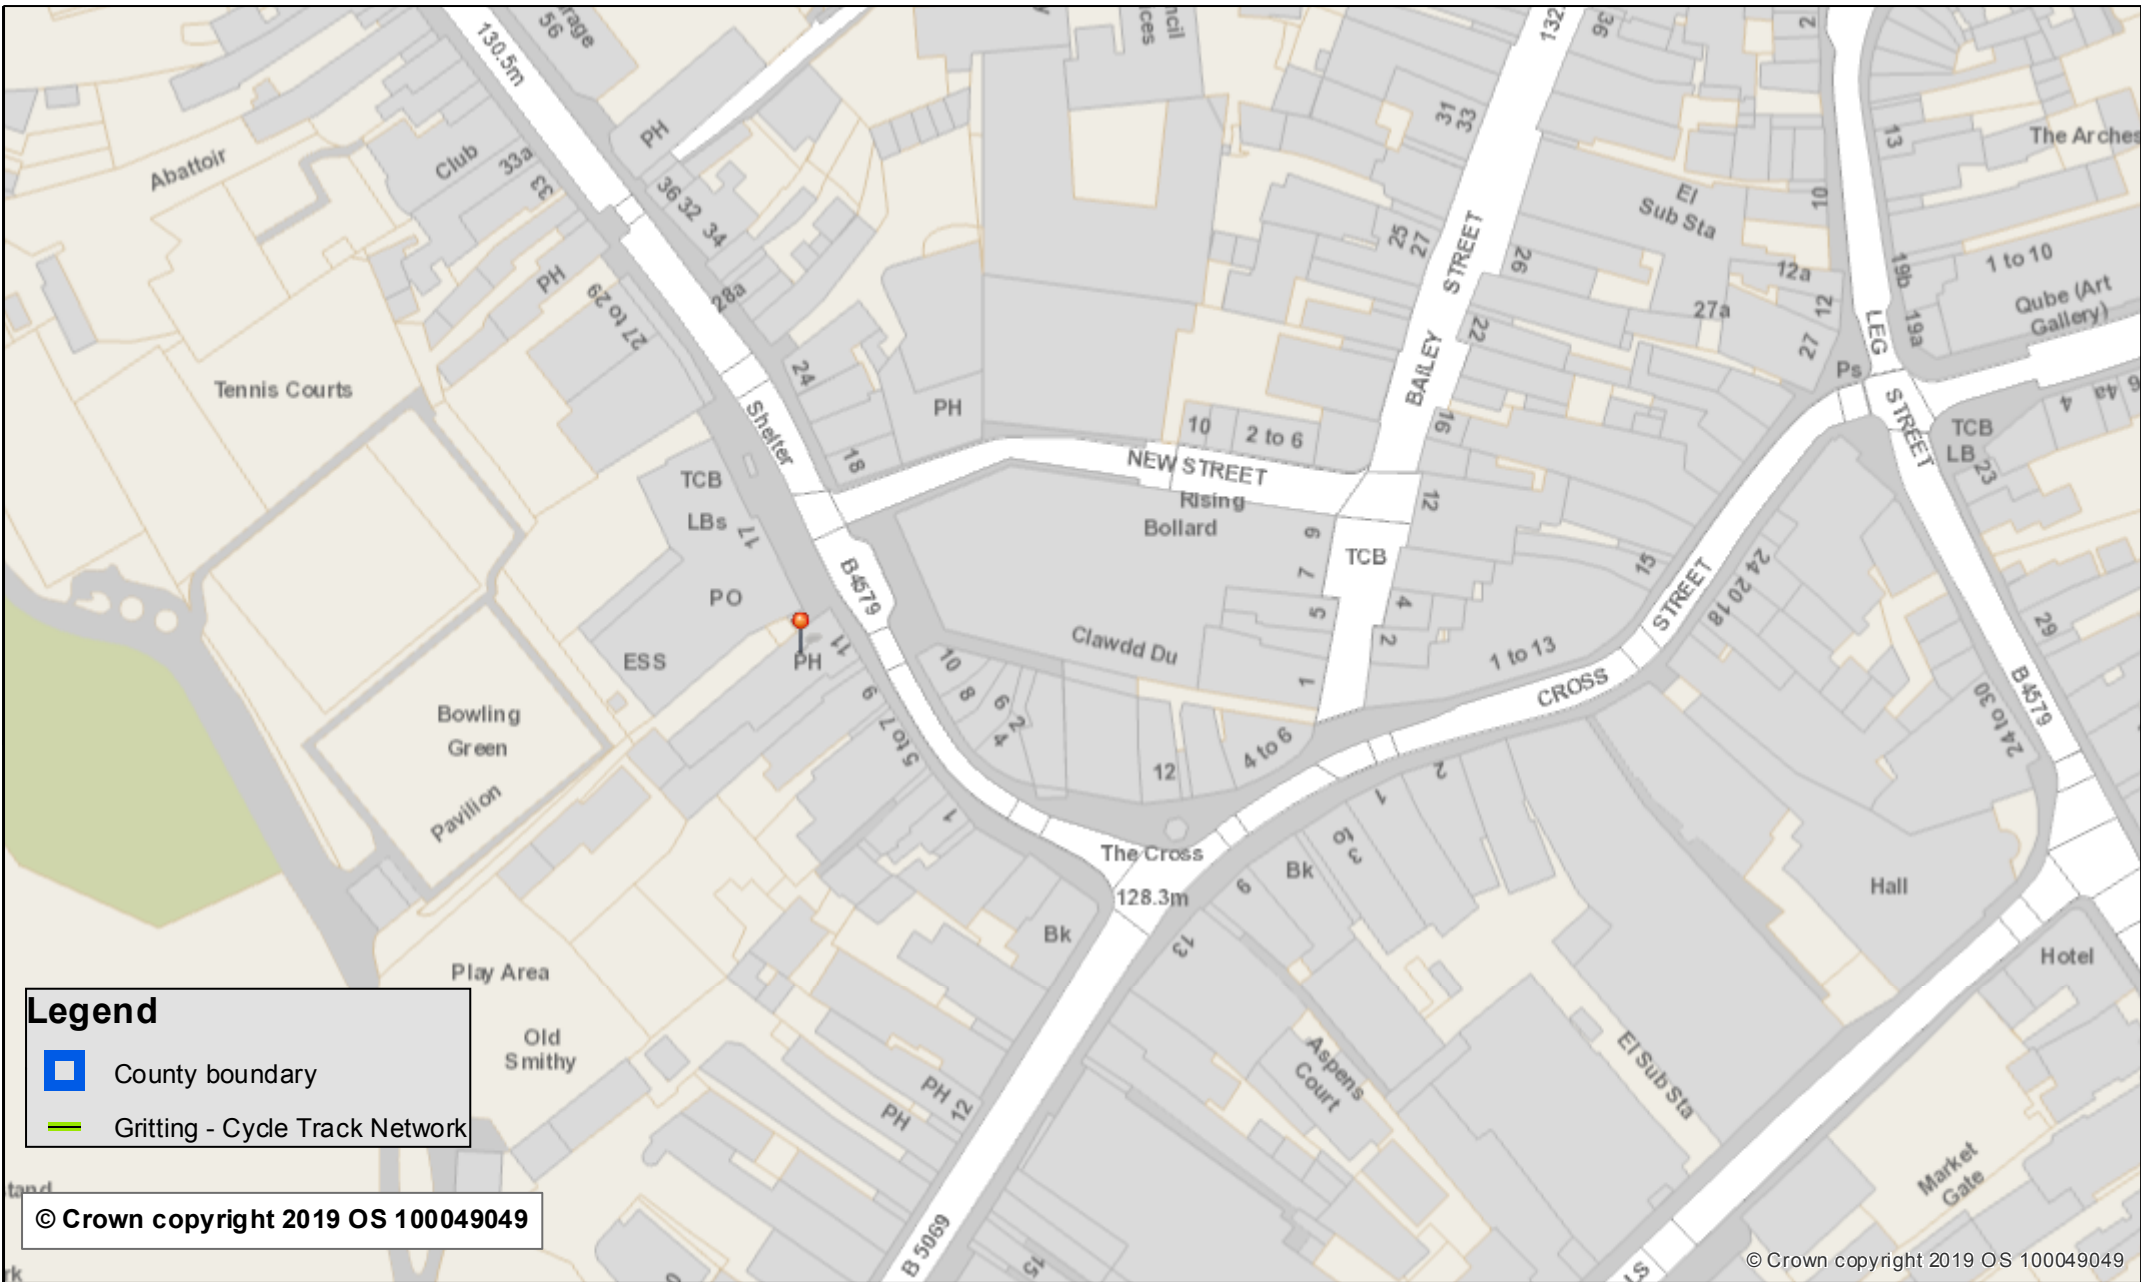 130.5m
56
PH
Abattoir
Club
33a
33
36 32
34
PH
27 to 29
28a
24
Tennis Courts
Shelter
18
PH
TCB
LBs
17
PO
PH
11
ESS
9
5 to 7
1
B4579
Bowling
Green
Pavilion
Play Area
Old
Smithy
31
33
25
27
BAILEY STREET
36
26
22
16
10
2 to 6
NEW STREET
Rising
Bollard
12
TCB
6
7
5
4
2
1
Clawdd Du
10
8
6
2
4
12
4 to 6
1 to 13
15
CROSS STREET
24 20 18
El
Sub Sta
2
10
13
The Arches
12a
12
27a
27
19b
19a
1 to 10
Qube (Art
Gallery)
LEG STREET
Ps
TCB
LB
23
4
4a
6
29
24 to 30
B4579
The Cross
128.3m
2
1
Bk
9
13
Bk
Hall
Hotel
Aspens
Court
El Sub Sta
Market
Gate
PH
12
PH
B 5069
15
Legend
County boundary
Gritting - Cycle Track Network
© Crown copyright 2019 OS 100049049
© Crown copyright 2019 OS 100049049